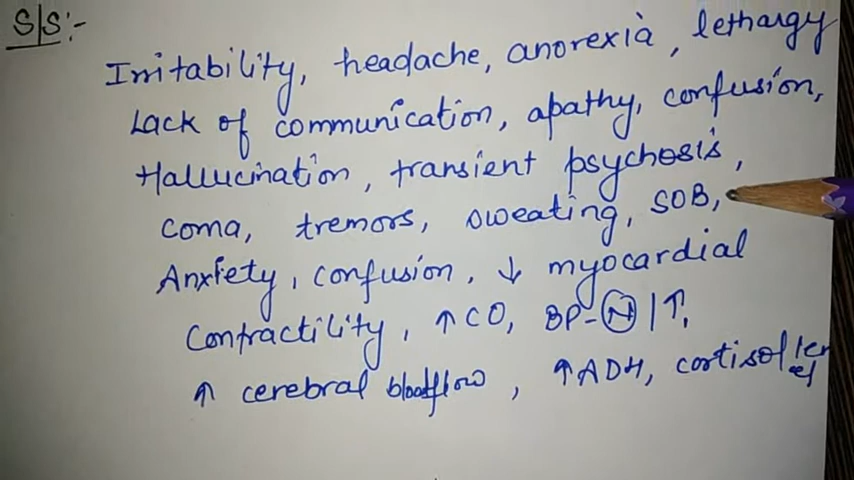 S/S:-
Irritability, headache, anorexia, lethargy
Lack of communication, apathy, confusion,
Hallucination, transient psychosis,
coma, tremors, sweating, SOB,
Anxiety, confusion, ↓ myocardial
Contractility, ↑ CO, BP-Ⓝ/↑,
↑ cerebral bloodflow, ↑ADH, cortisol level